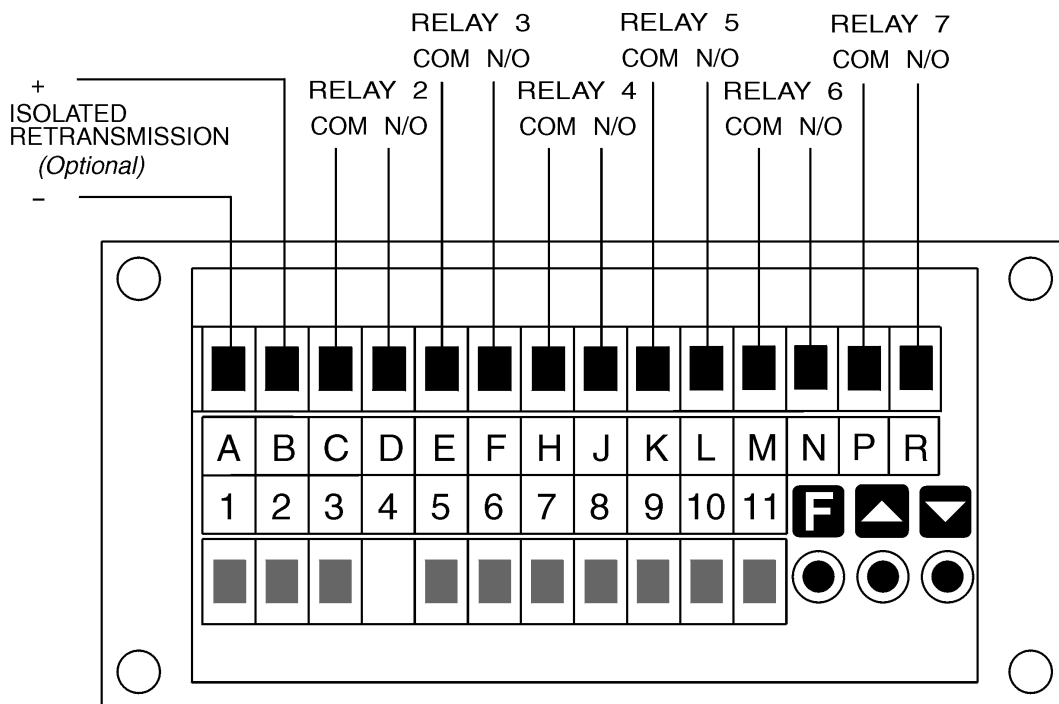 RELAY 3 RELAY 5 RELAY 7
COM N/O COM N/O COM N/O
+
RELAY 2 RELAY 4 RELAY 6
ISOLATED
RETRANSMISSION
COM N/O COM N/O COM N/O
(Optional)
–
A B C D E F H J K L M N P R
1 2 3 4 5 6 7 8 9 10 11 F